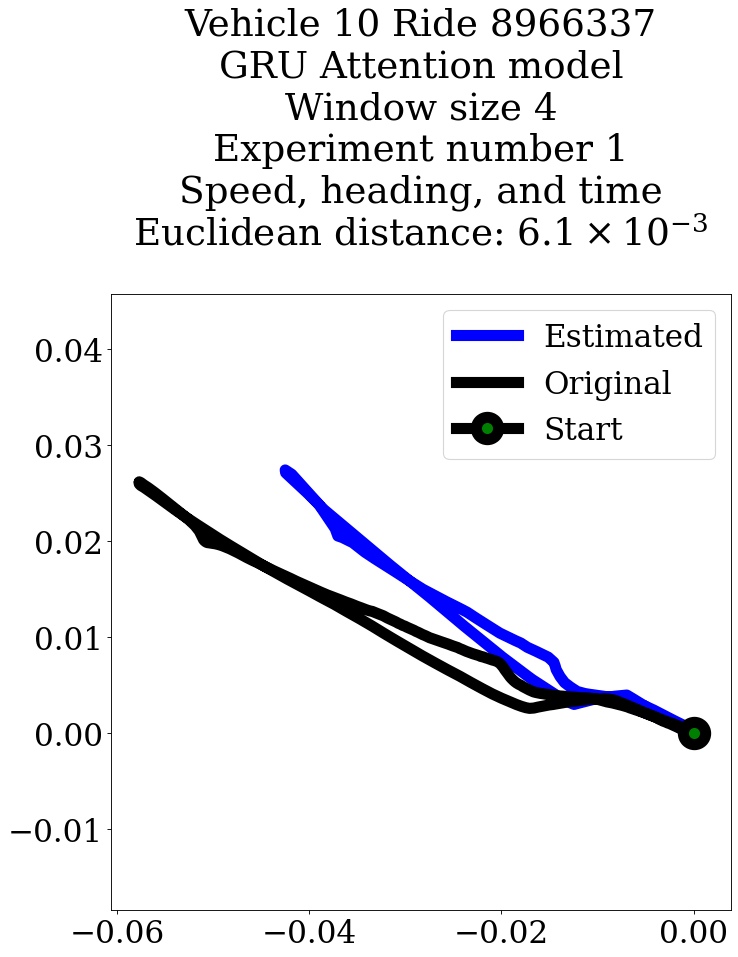 Vehicle 10 Ride 8966337
GRU Attention model
Window size 4
Experiment number 1
Speed, heading, and time
Euclidean distance: 6.1 × 10⁻³
Estimated
Original
Start
0.04
0.03
0.02
0.01
0.00
−0.01
−0.06 −0.04 −0.02 0.00